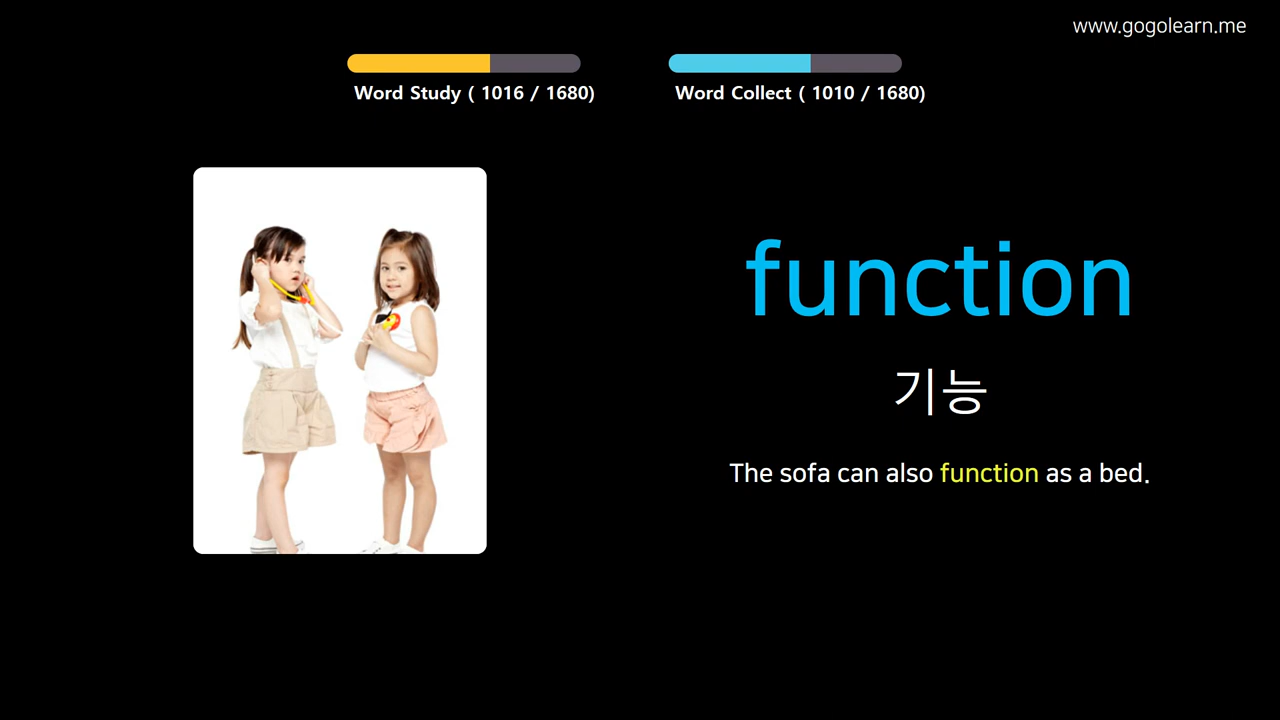 www.gogolearn.me
Word Study ( 1016 / 1680)
Word Collect ( 1010 / 1680)
function
기능
The sofa can also function as a bed.